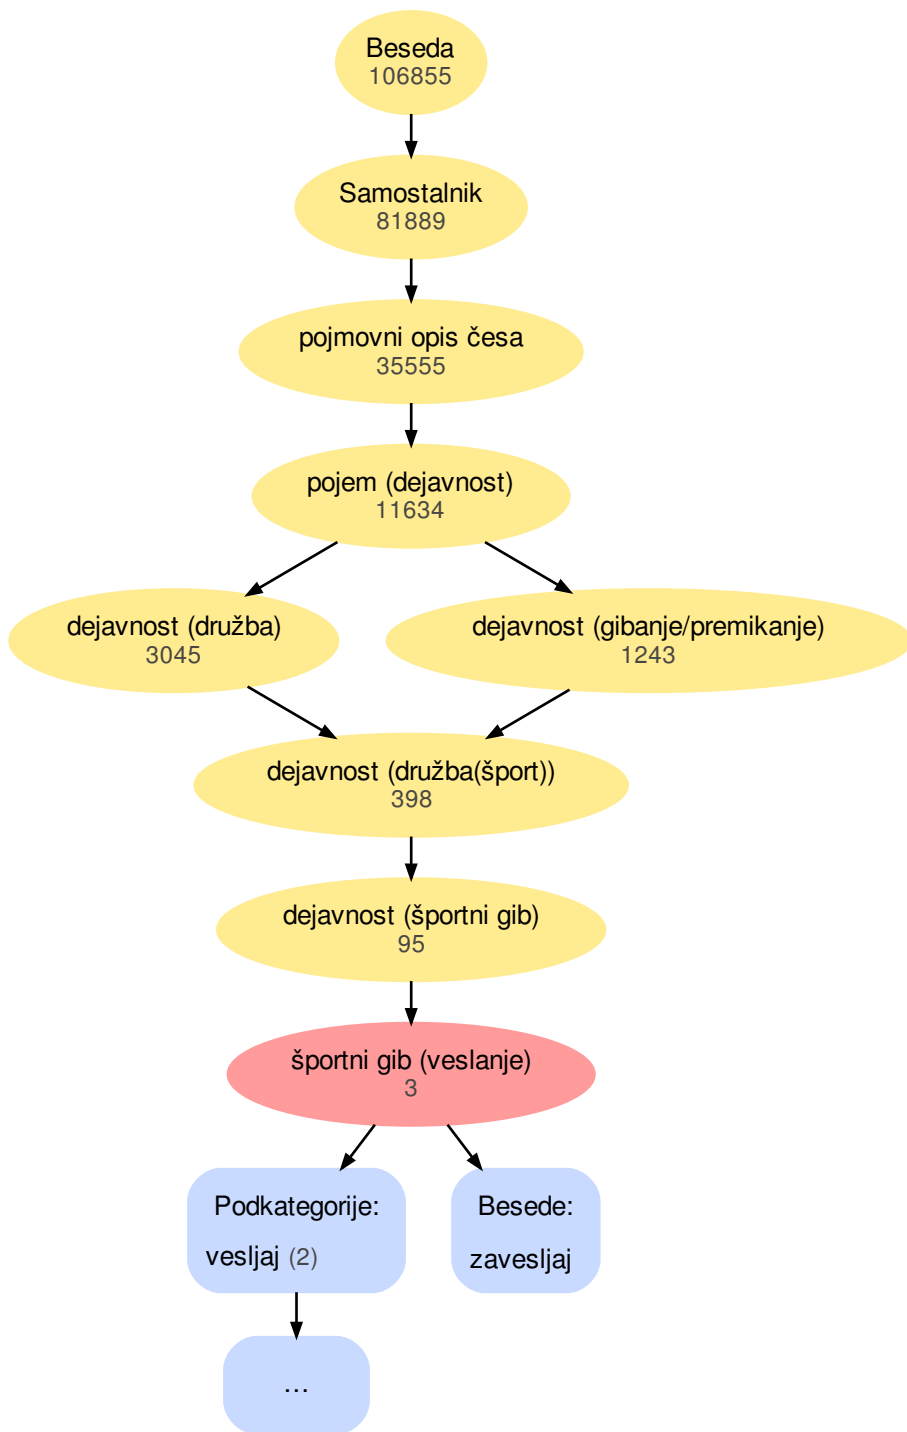 Beseda
106855
Samostalnik
81889
pojmovni opis česa
35555
pojem (dejavnost)
11634
dejavnost (družba)
3045
dejavnost (gibanje/premikanje)
1243
dejavnost (družba(šport))
398
dejavnost (športni gib)
95
športni gib (veslanje)
3
Podkategorije:
vesljaj (2)
Besede:
zavesljaj
...